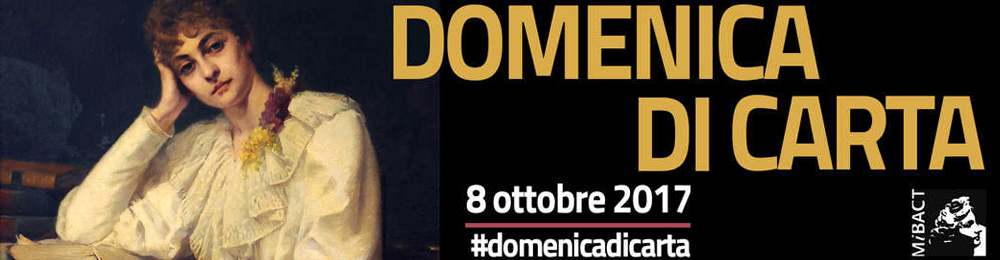 DOMENICA
DI CARTA
8 ottobre 2017
#domenicadicarta
MiBACT